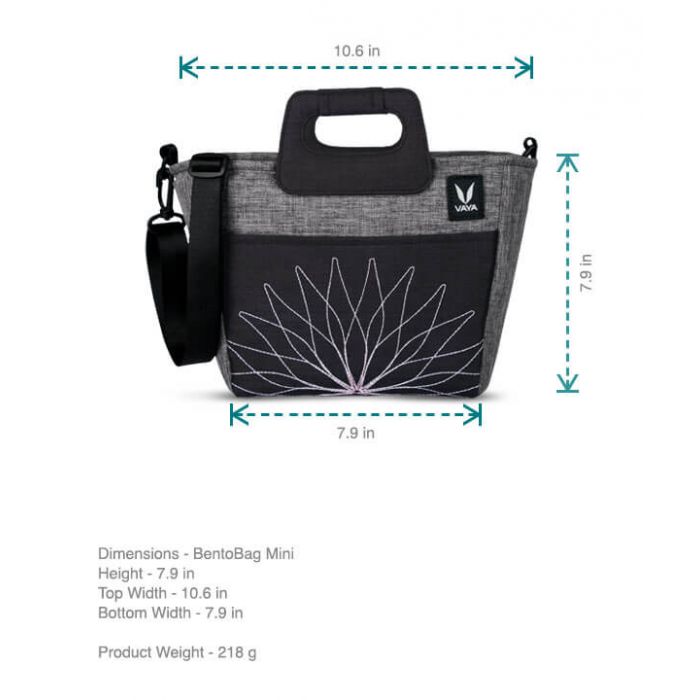 10.6 in
VAYA
7.9 in
7.9 in
Dimensions - BentoBag Mini
Height - 7.9 in
Top Width - 10.6 in
Bottom Width - 7.9 in
Product Weight - 218 g